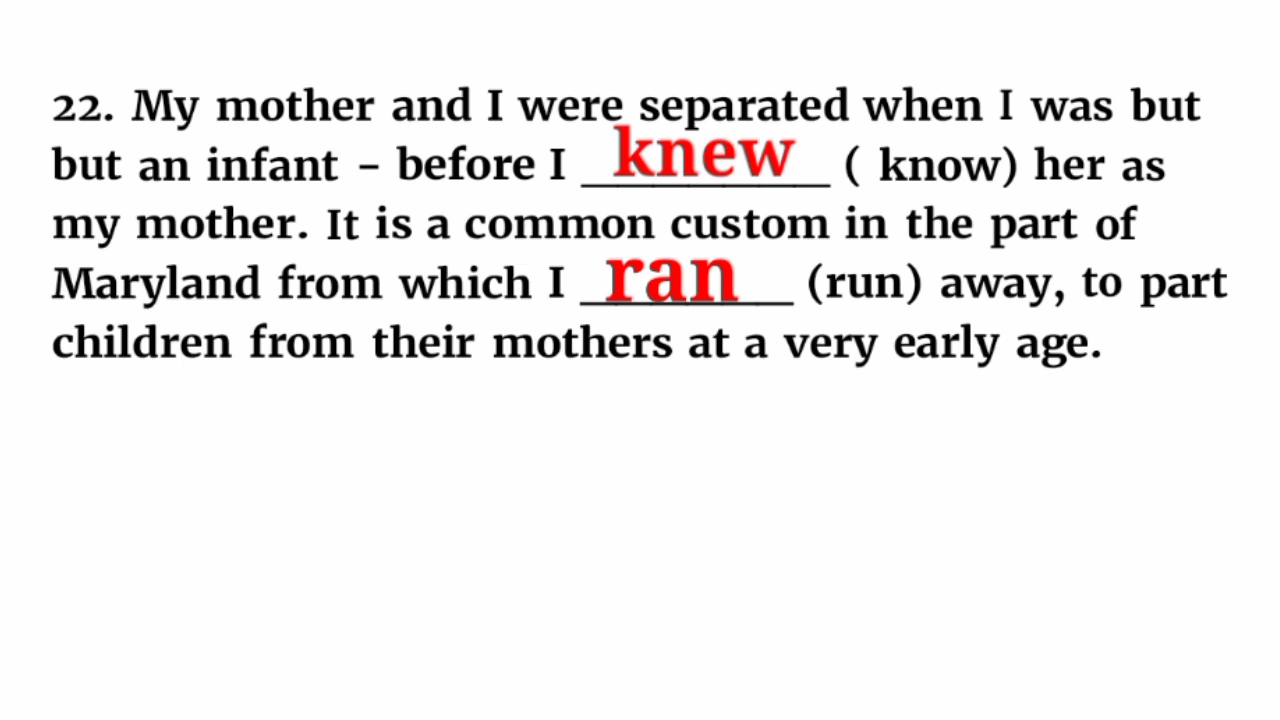 22. My mother and I were separated when I was but
but an infant – before I knew ( know) her as
my mother. It is a common custom in the part of
Maryland from which I ran (run) away, to part
children from their mothers at a very early age.